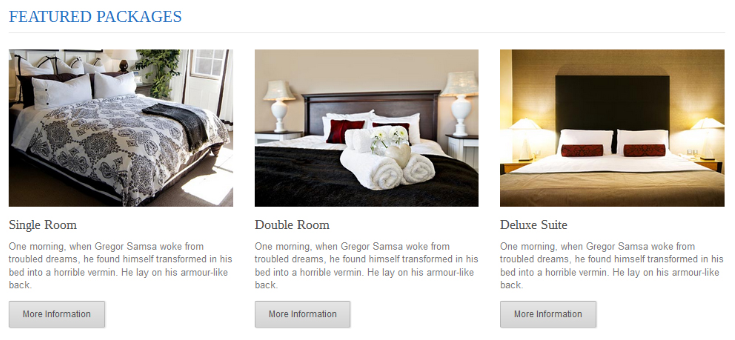 FEATURED PACKAGES
Single Room
One morning, when Gregor Samsa woke from
troubled dreams, he found himself transformed in his
bed into a horrible vermin. He lay on his armour-like
back.
More Information
Double Room
One morning, when Gregor Samsa woke from
troubled dreams, he found himself transformed in his
bed into a horrible vermin. He lay on his armour-like
back.
More Information
Deluxe Suite
One morning, when Gregor Samsa woke from
troubled dreams, he found himself transformed in his
bed into a horrible vermin. He lay on his armour-like
back.
More Information